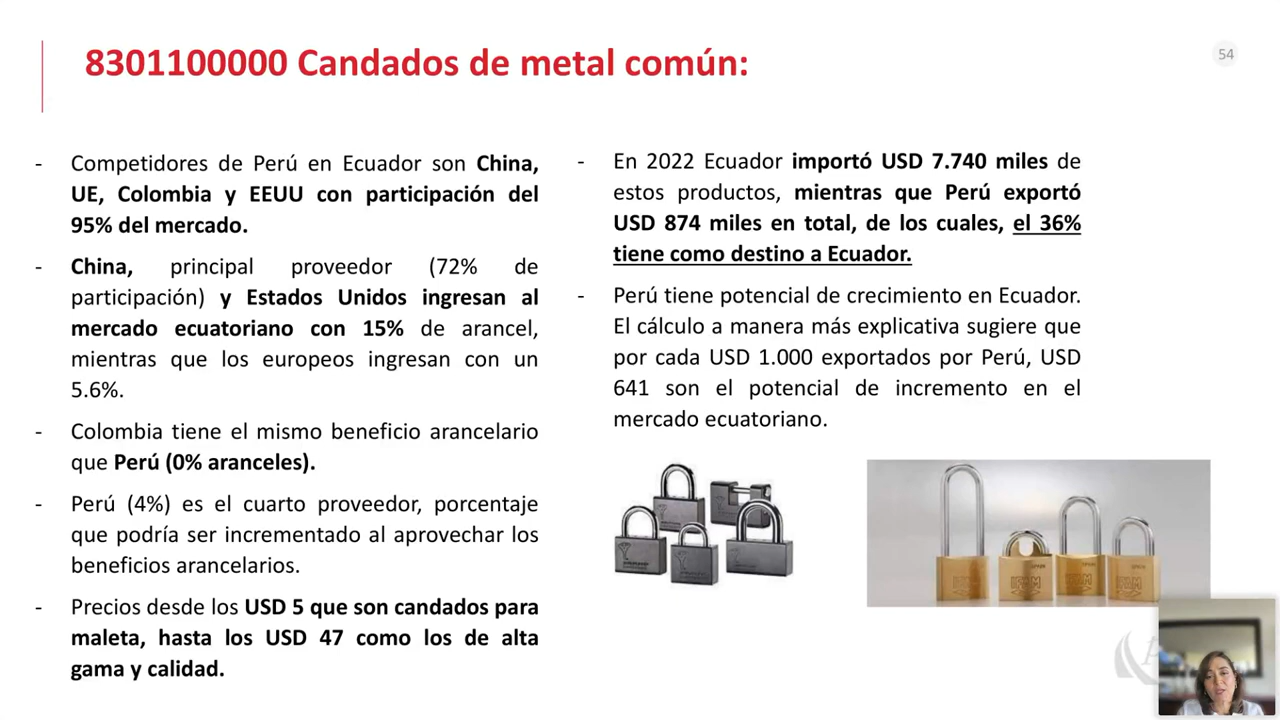 8301100000 Candados de metal común:
54
- Competidores de Perú en Ecuador son China,
UE, Colombia y EEUU con participación del
95% del mercado.
- China, principal proveedor (72% de
participación) y Estados Unidos ingresan al
mercado ecuatoriano con 15% de arancel,
mientras que los europeos ingresan con un
5.6%.
- Colombia tiene el mismo beneficio arancelario
que Perú (0% aranceles).
- Perú (4%) es el cuarto proveedor, porcentaje
que podría ser incrementado al aprovechar los
beneficios arancelarios.
- Precios desde los USD 5 que son candados para
maleta, hasta los USD 47 como los de alta
gama y calidad.
- En 2022 Ecuador importó USD 7.740 miles de
estos productos, mientras que Perú exportó
USD 874 miles en total, de los cuales, el 36%
tiene como destino a Ecuador.
- Perú tiene potencial de crecimiento en Ecuador.
El cálculo a manera más explicativa sugiere que
por cada USD 1.000 exportados por Perú, USD
641 son el potencial de incremento en el
mercado ecuatoriano.